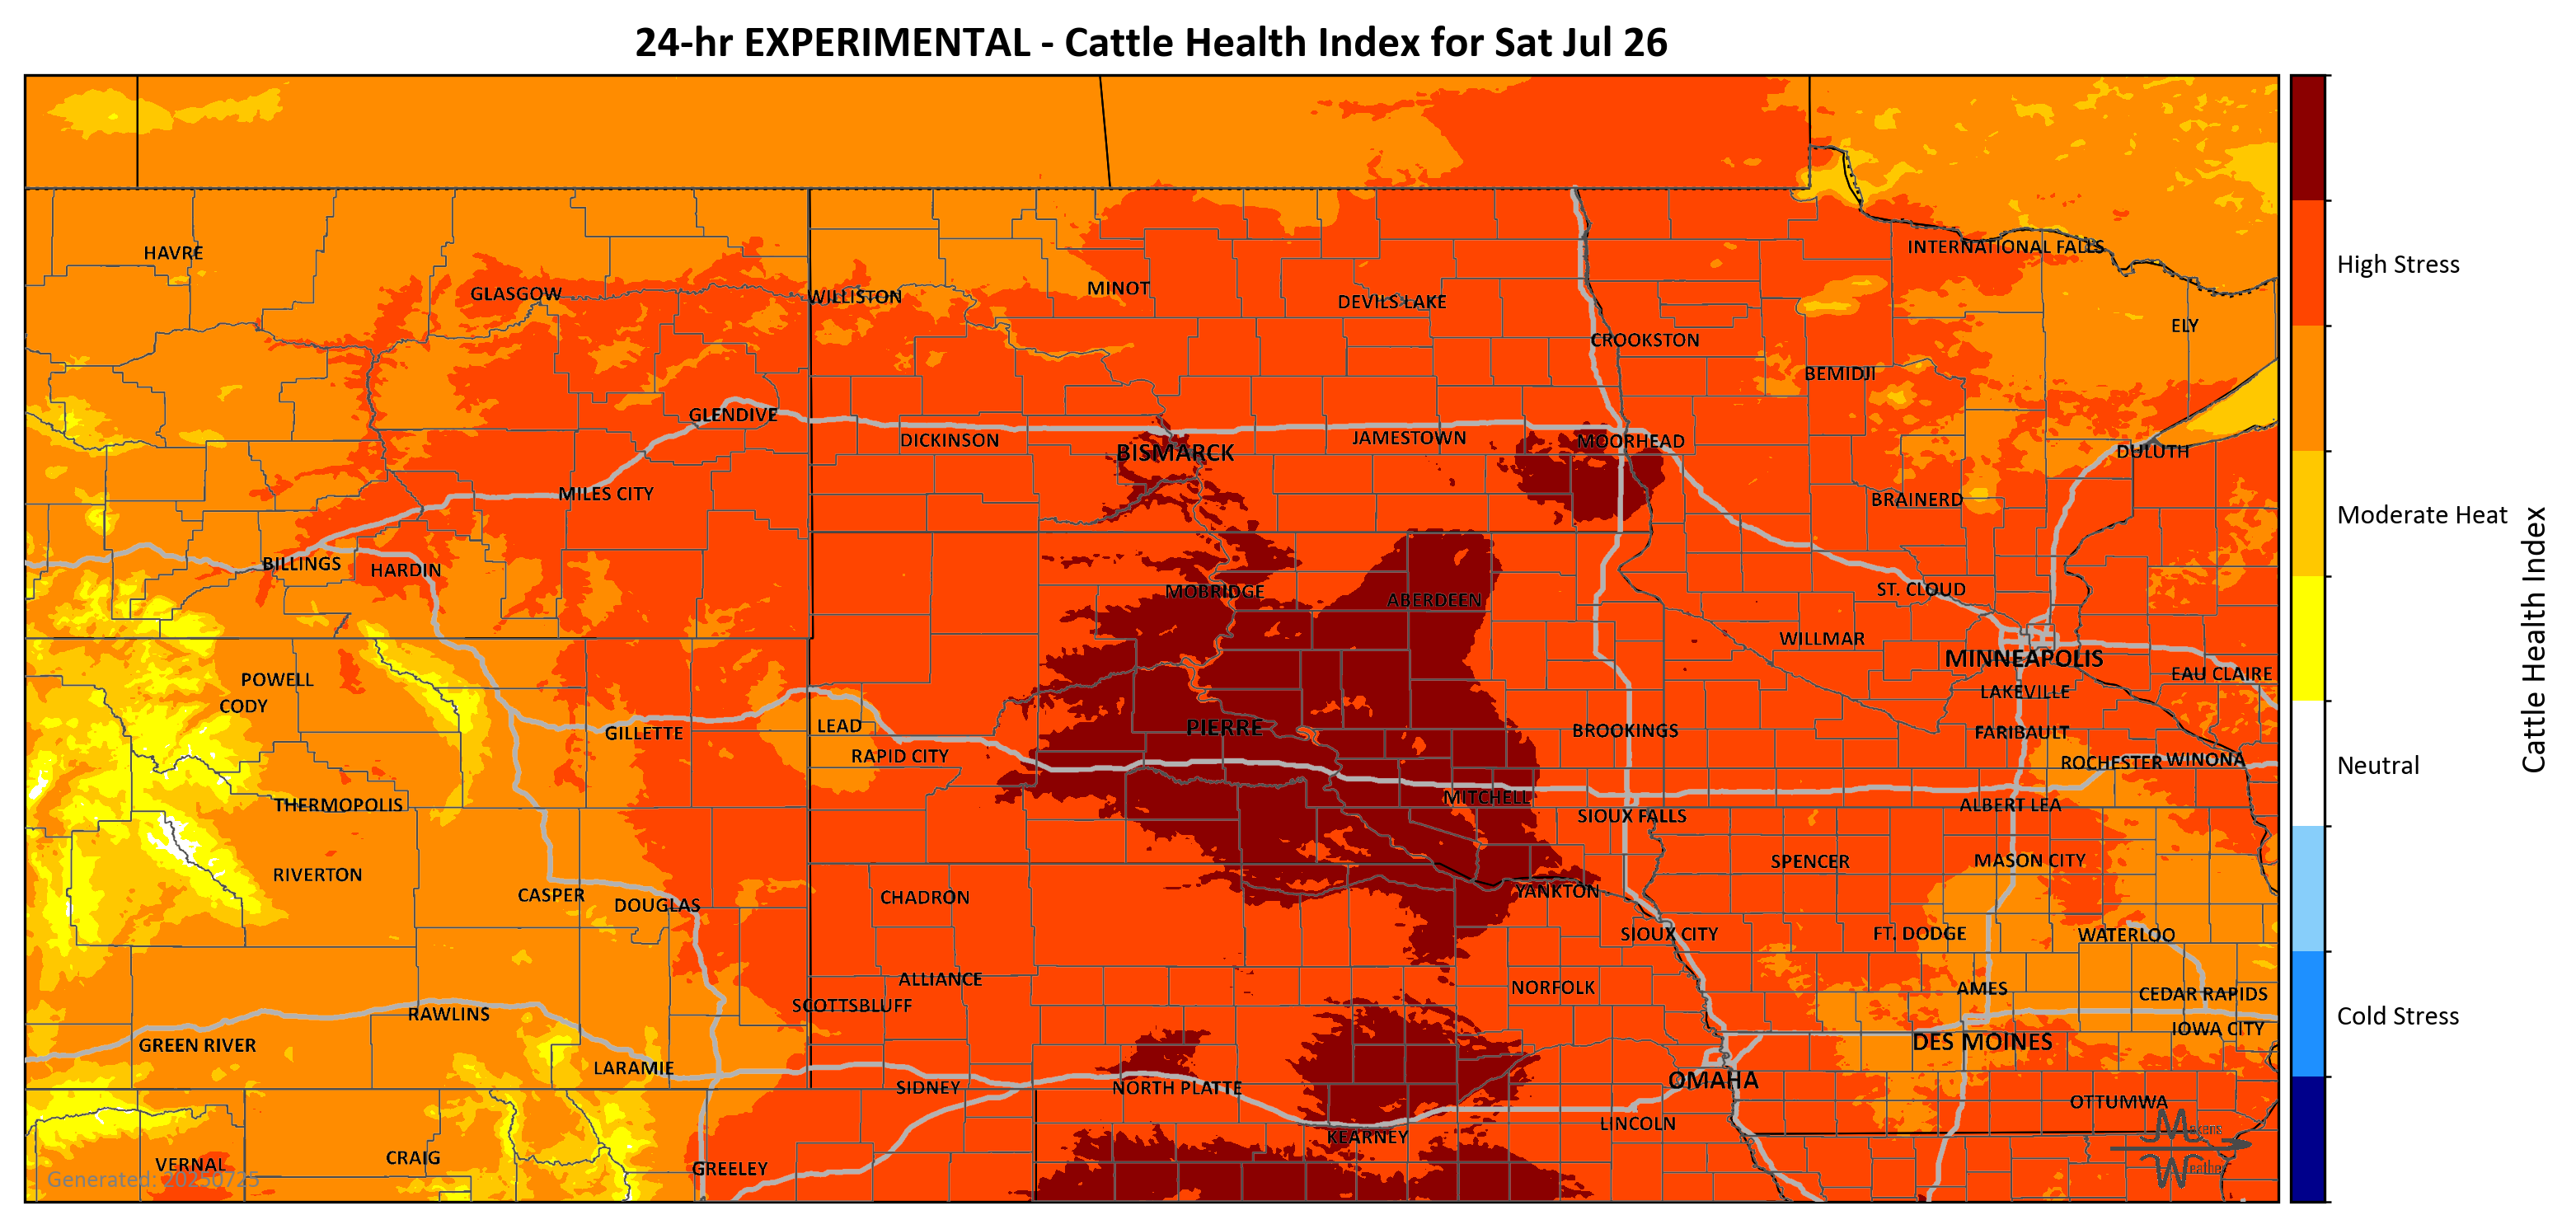 24-hr EXPERIMENTAL - Cattle Health Index for Sat Jul 26
HAVRE
INTERNATIONAL FALLS
GLASGOW
WILLISTON
MINOT
DEVILS LAKE
ELY
CROOKSTON
BEMIDJI
GLENDIVE
DICKINSON
BISMARCK
JAMESTOWN
MOORHEAD
DULUTH
MILES CITY
BRAINERD
BILLINGS
HARDIN
MOBRIDGE
ABERDEEN
ST. CLOUD
WILLMAR
MINNEAPOLIS
EAU CLAIRE
POWELL
CODY
LAKEVILLE
GILLETTE
LEAD
RAPID CITY
PIERRE
BROOKINGS
FARIBAULT
ROCHESTER
WINONA
THERMOPOLIS
MITCHELL
SIOUX FALLS
ALBERT LEA
RIVERTON
CASPER
DOUGLAS
CHADRON
YANKTON
SPENCER
MASON CITY
SIOUX CITY
FT. DODGE
WATERLOO
ALLIANCE
SCOTTSBLUFF
NORFOLK
AMES
CEDAR RAPIDS
RAWLINS
GREEN RIVER
LARAMIE
SIDNEY
NORTH PLATTE
OMAHA
DES MOINES
IOWA CITY
KEARNEY
LINCOLN
OTTUMWA
VERNAL
CRAIG
GREELEY
Generated: 20250725
Makens
Weather
High Stress
Moderate Heat
Neutral
Cold Stress
Cattle Health Index